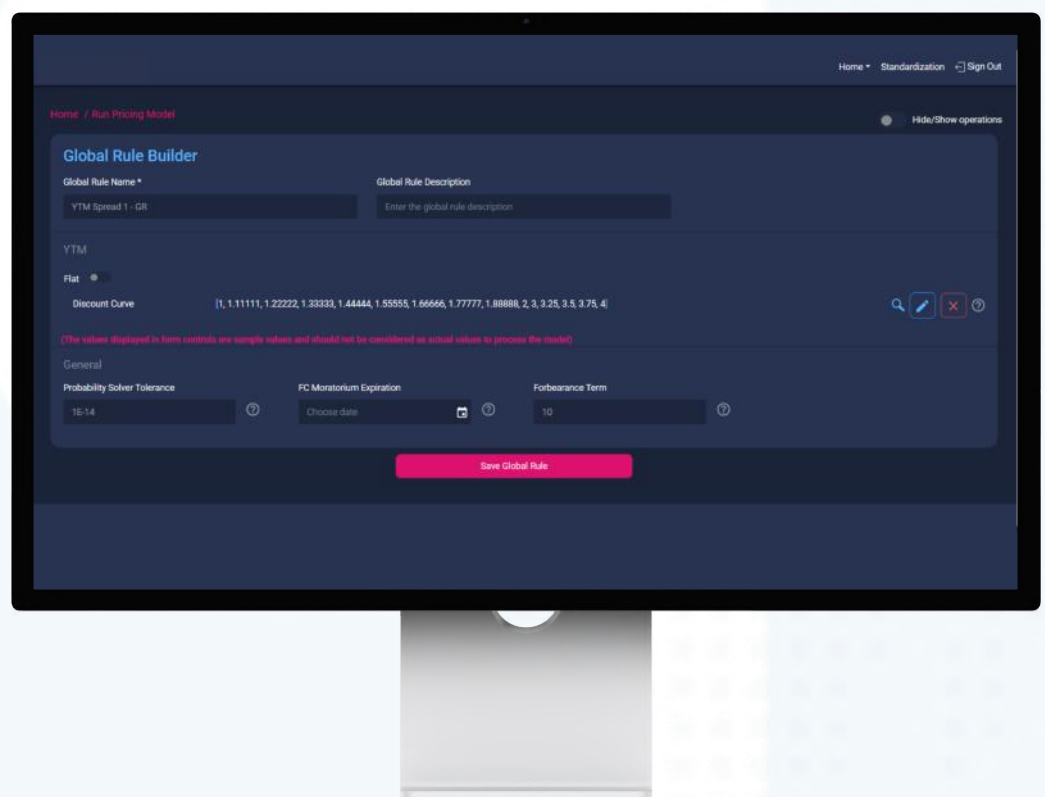 Home Standardization Sign Out
Home / Run Pricing Model
Hide/Show operations
Global Rule Builder
Global Rule Name * Global Rule Description
YTM Spread 1 - GR Enter the global rule description
YTM
Flat
Discount Curve [1, 1.11111, 1.22222, 1.33333, 1.44444, 1.55555, 1.66666, 1.77777, 1.88888, 2, 3, 3.25, 3.5, 3.75, 4]
(The values displayed in form controls are sample values and should not be considered as actual values to process the model)
General
Probability Solver Tolerance FC Moratorium Expiration Forbearance Term
1E-14 Choose date 10
Save Global Rule